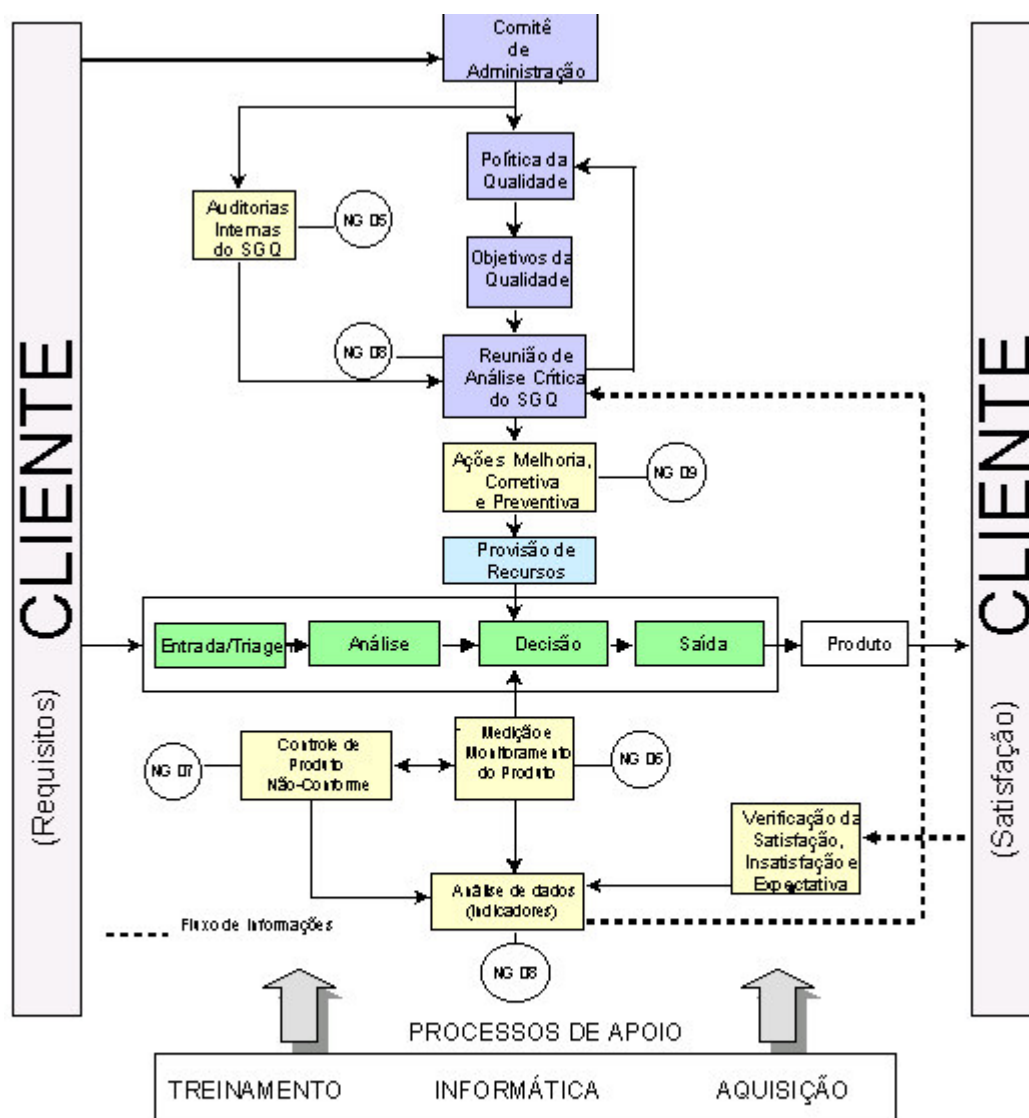 Comitê
de
Administração
Política da
Qualidade
Auditorias
Internas
do SGQ
NG 05
Objetivos da
Qualidade
NG 08
Reunião de
Análise Crítica
do SGQ
Ações Melhoria,
Corretiva
e Preventiva
NG 09
Provisão de
Recursos
CLIENTE
(Requisitos)
Entrada/Triagem
Análise
Decisão
Saída
Produto
CLIENTE
(Satisfação)
NG 07
Controle de
Produto
Não-Conforme
Medição e
Monitoramento
do Produto
NG 06
Verificação da
Satisfação,
Insatisfação e
Expectativa
Análise de dados
(Indicadores)
Fluxo de Informações
NG 08
PROCESSOS DE APOIO
TREINAMENTO INFORMÁTICA AQUISIÇÃO